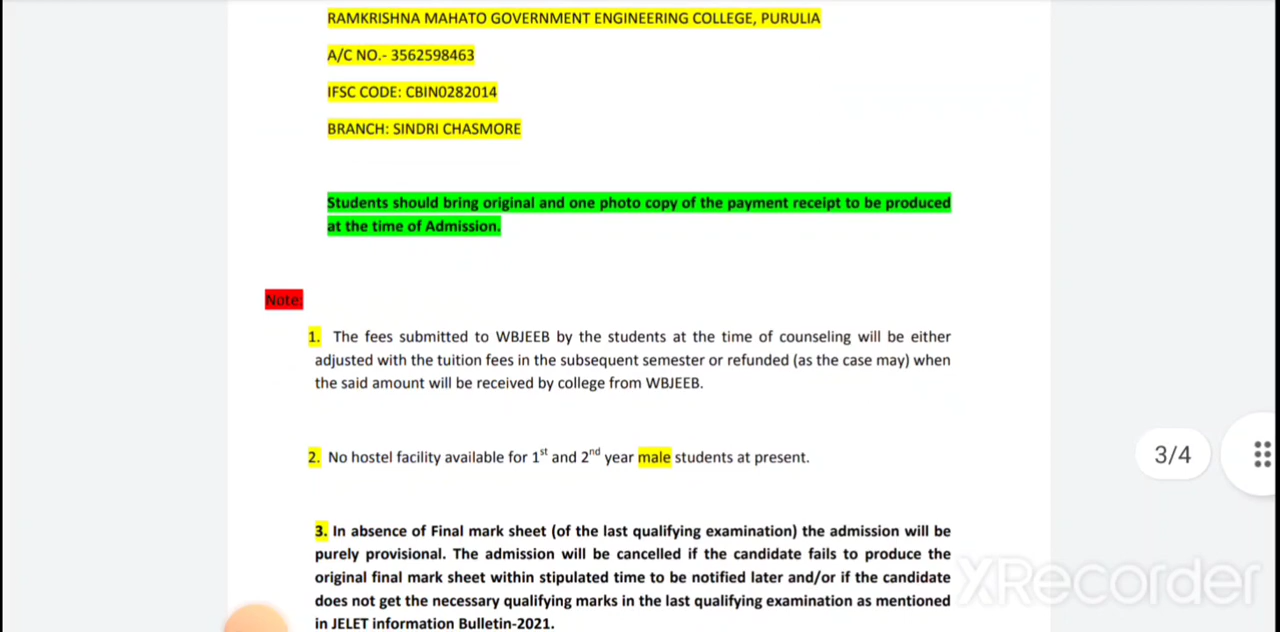 RAMKRISHNA MAHATO GOVERNMENT ENGINEERING COLLEGE, PURULIA
A/C NO.- 3562598463
IFSC CODE: CBIN0282014
BRANCH: SINDRI CHASMORE
Students should bring original and one photo copy of the payment receipt to be produced
at the time of Admission.
Note:
1. The fees submitted to WBJEEB by the students at the time of counseling will be either
adjusted with the tuition fees in the subsequent semester or refunded (as the case may) when
the said amount will be received by college from WBJEEB.
2. No hostel facility available for 1st and 2nd year male students at present.
3/4
3. In absence of Final mark sheet (of the last qualifying examination) the admission will be
purely provisional. The admission will be cancelled if the candidate fails to produce the
original final mark sheet within stipulated time to be notified later and/or if the candidate
does not get the necessary qualifying marks in the last qualifying examination as mentioned
in JELET information Bulletin-2021.
XRecorder